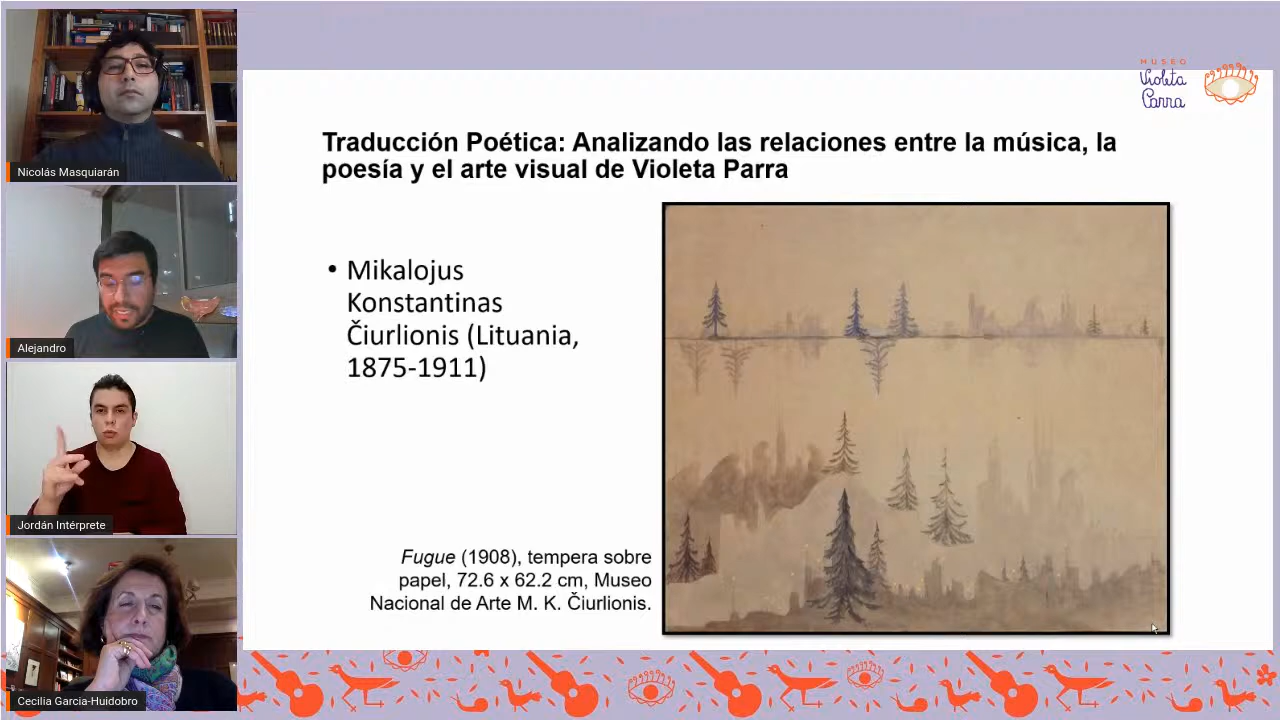 MUSEO
Violeta
Parra
Traducción Poética: Analizando las relaciones entre la música, la
poesía y el arte visual de Violeta Parra
• Mikalojus
Konstantinas
Čiurlionis (Lituania,
1875-1911)
Fugue (1908), tempera sobre
papel, 72.6 x 62.2 cm, Museo
Nacional de Arte M. K. Čiurlionis.
Nicolás Masquiarán
Alejandro
Jordán Intérprete
Cecilia Garcia-Huidobro